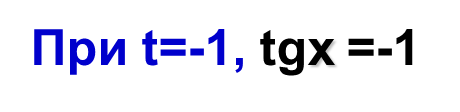 При t=-1, tgx =-1